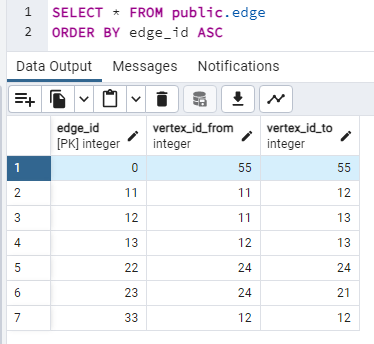 1 SELECT * FROM public.edge
2 ORDER BY edge_id ASC
Data Output Messages Notifications
edge_id vertex_id_from vertex_id_to
[PK] integer integer integer
1 0 55 55
2 11 11 12
3 12 11 13
4 13 12 13
5 22 24 24
6 23 24 21
7 33 12 12